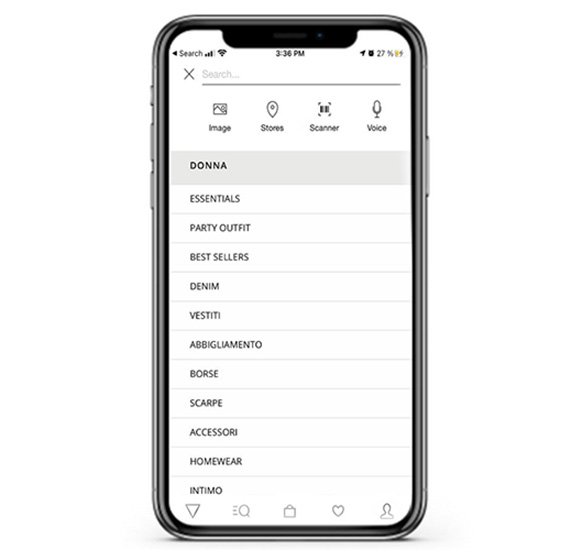 Search 3:36 PM 27 %
Search...
Image Stores Scanner Voice
DONNA
ESSENTIALS
PARTY OUTFIT
BEST SELLERS
DENIM
VESTITI
ABBIGLIAMENTO
BORSE
SCARPE
ACCESSORI
HOMEWEAR
INTIMO